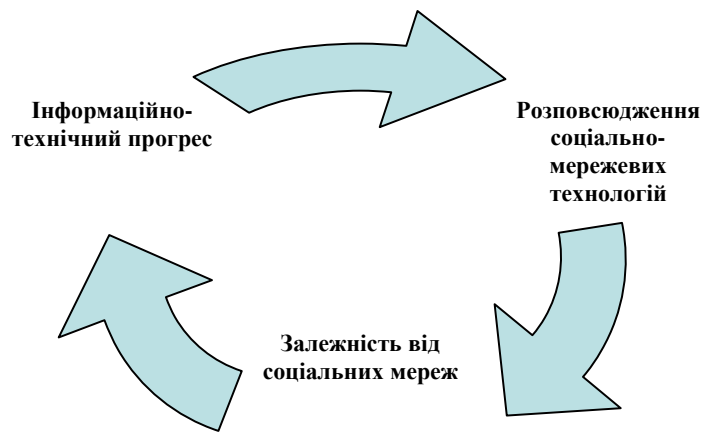 Інформаційно-
технічний прогрес
Розповсюдження
соціально-
мережевих
технологій
Залежність від
соціальних мереж